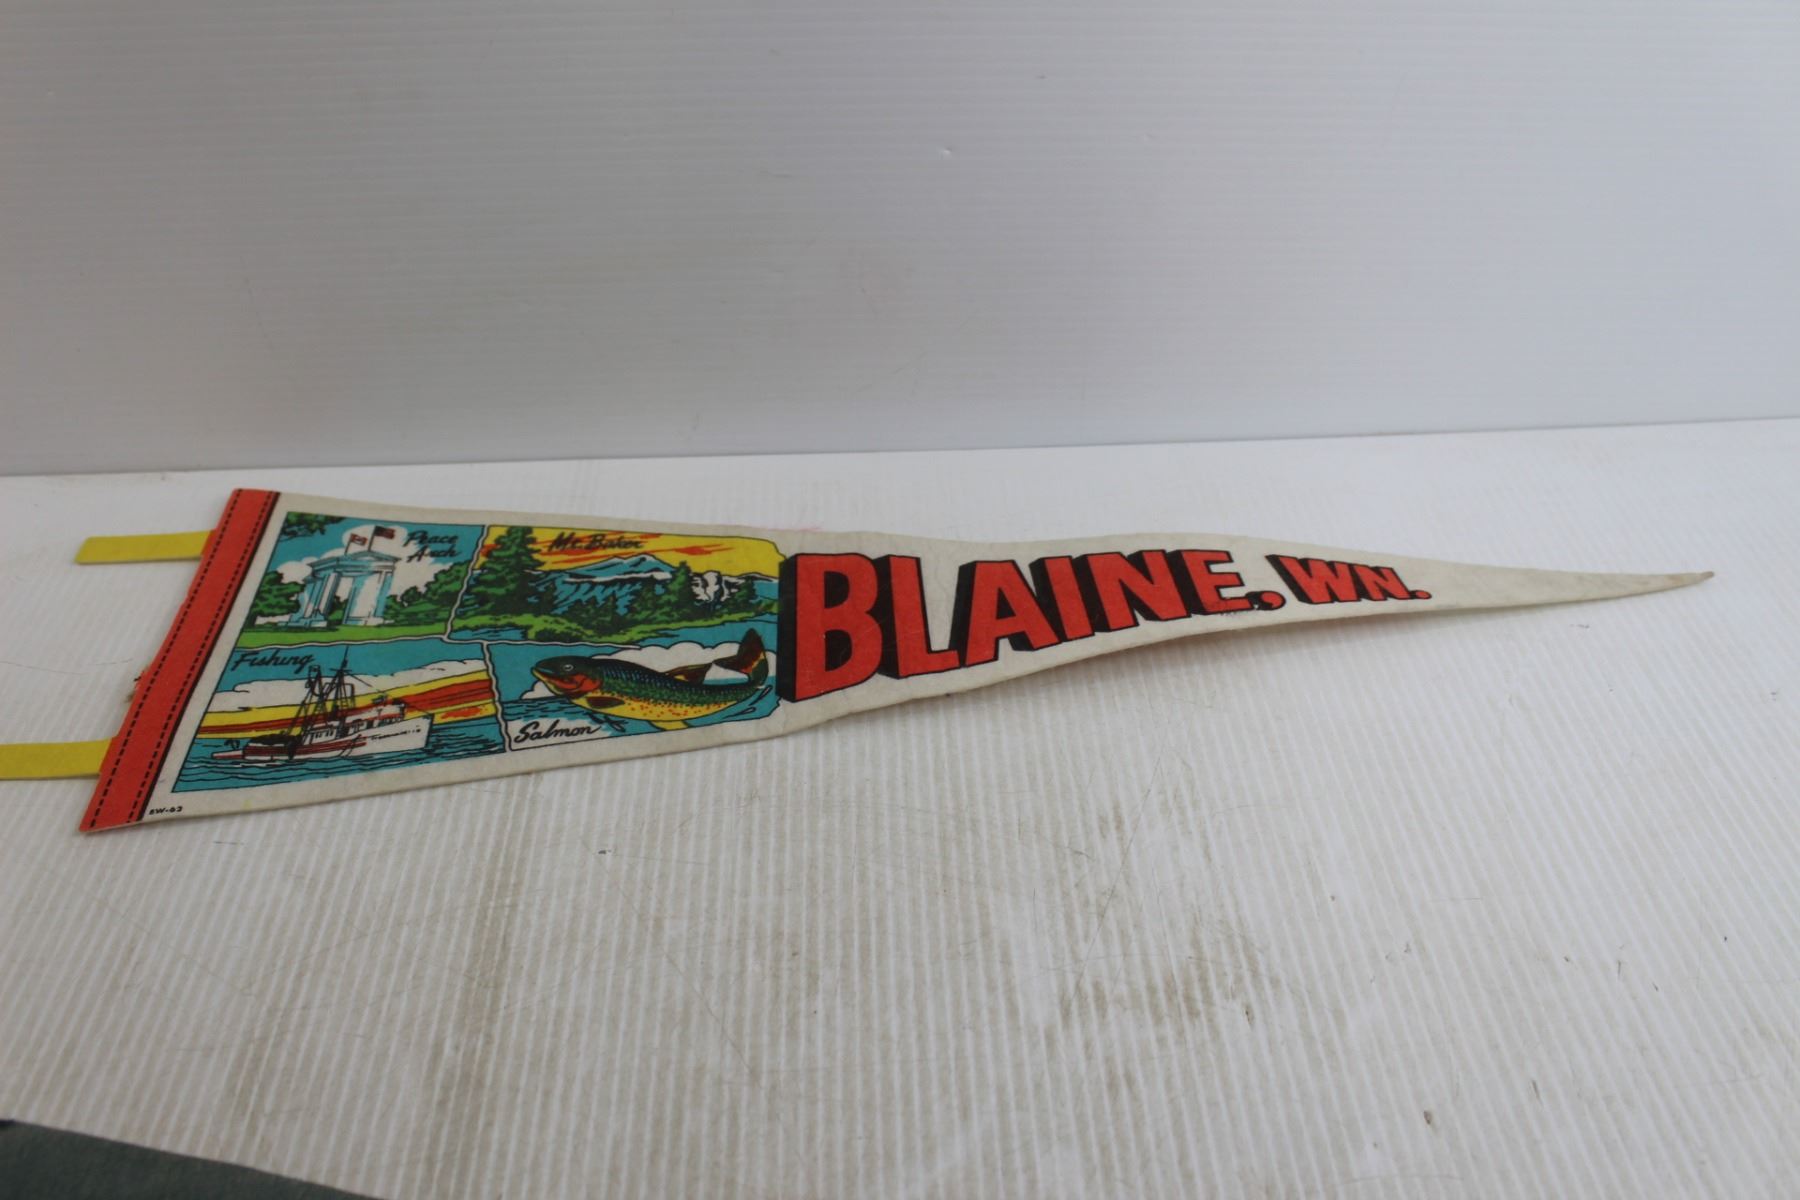 Peace
Arch
Mt. Baker
Fishing
Salmon
BLAINE, WN.